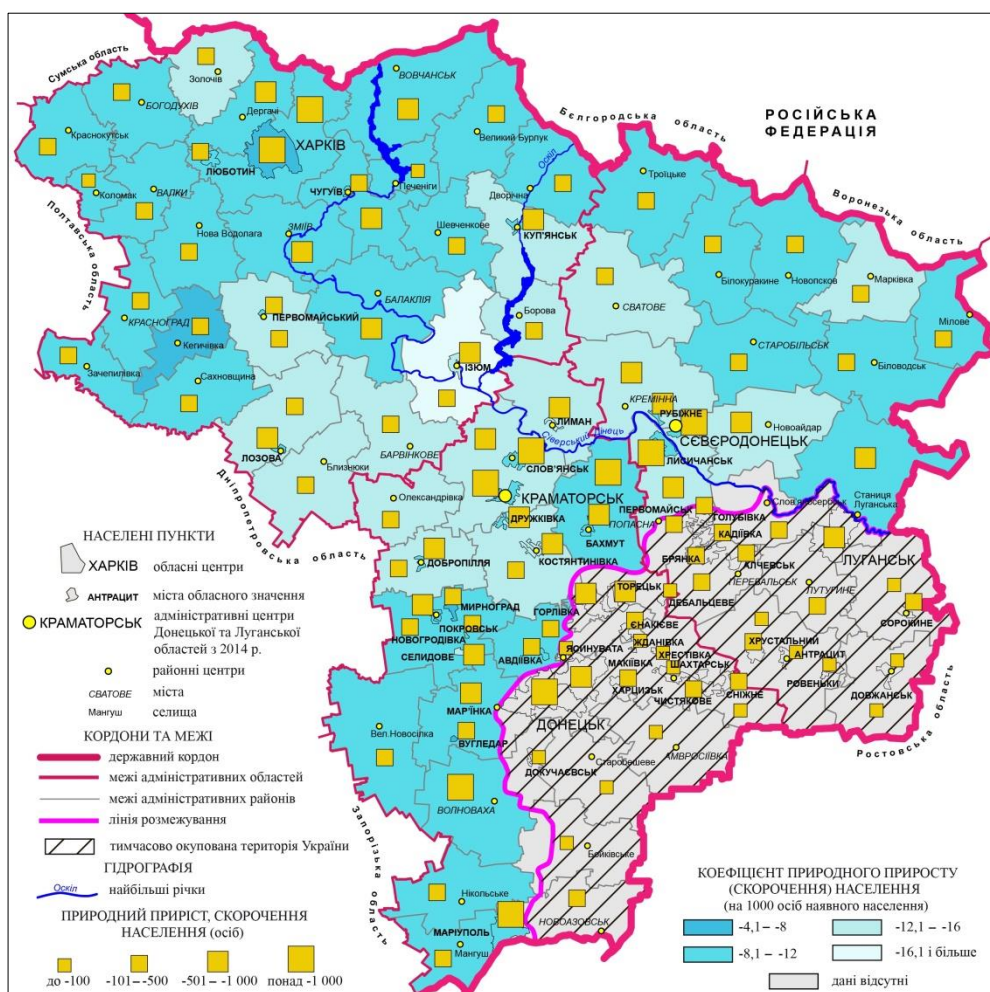 Сумська область
Золочів
БОГОДУХІВ
Дергачі
ВОВЧАНСЬК
Краснокутськ
ХАРКІВ
Великий Бурлук
Бєлгородська область
РОСІЙСЬКА
ФЕДЕРАЦІЯ
ЛЮБОТИН
Оскіл
Коломак
ВАЛКИ
ЧУГУЇВ
Печеніги
Дворічна
Троїцьке
Воронезька область
Полтавська область
Нова Водолага
ЗМІЇВ
Шевченкове
КУП'ЯНСЬК
Білокуракине
Новопсков
Марківка
БАЛАКЛІЯ
СВАТОВЕ
КРАСНОГРАД
ПЕРВОМАЙСЬКИЙ
Борова
Мілове
Кегичівка
СТАРОБІЛЬСЬК
Зачепилівка
Сахновщина
ІЗЮМ
Біловодськ
КРЕМІННА
РУБІЖНЕ
ЛИМАН
Сіверський Донець
СЄВЄРОДОНЕЦЬК
Новоайдар
ЛОЗОВА
БАРВІНКОВЕ
Близнюки
СЛОВ'ЯНСЬК
ЛИСИЧАНСЬК
Дніпропетровська область
Олександрівка
КРАМАТОРСЬК
ПЕРВОМАЙСЬК
Слов'яносербськ
Станиця
Луганська
ДРУЖКІВКА
ПОПАСНА
ГОЛУБІВКА
БАХМУТ
КАДІЇВКА
ДОБРОПІЛЛЯ
КОСТЯНТИНІВКА
БРЯНКА
АЛЧЕВСЬК
ЛУГАНСЬК
ПЕРЕВАЛЬСЬК
ЛУТУГИНЕ
ТОРЕЦЬК
ДЕБАЛЬЦЕВЕ
МИРНОГРАД
ГОРЛІВКА
СОРОКИНЕ
ПОКРОВСЬК
НОВОГРОДІВКА
ЄНАКІЄВЕ
ЖДАНІВКА
ХРУСТАЛЬНИЙ
СЕЛИДОВЕ
АВДІЇВКА
ЯСИНУВАТА
ХРЕСТІВКА
АНТРАЦИТ
МАКІЇВКА
ШАХТАРСЬК
РОВЕНЬКИ
ХАРЦИЗЬК
СНІЖНЕ
ДОВЖАНСЬК
МАР'ЇНКА
ЧИСТЯКОВЕ
ДОНЕЦЬК
Вел.Новосілка
ВУГЛЕДАР
АМВРОСІЇВКА
Ростовська область
ДОКУЧАЄВСЬК
Старобешеве
ВОЛНОВАХА
Запорізька область
Бойківське
Нікольське
НОВОАЗОВСЬК
МАРІУПОЛЬ
Мангуш
НАСЕЛЕНІ ПУНКТИ
ХАРКІВ обласні центри
АНТРАЦИТ міста обласного значення
КРАМАТОРСЬК адміністративні центри
Донецької та Луганської
областей з 2014 р.
районні центри
СВАТОВЕ міста
Мангуш селища
КОРДОНИ ТА МЕЖІ
державний кордон
межі адміністративних областей
межі адміністративних районів
лінія розмежування
тимчасово окупована територія України
ГІДРОГРАФІЯ
Оскіл найбільші річки
ПРИРОДНИЙ ПРИРІСТ, СКОРОЧЕННЯ
НАСЕЛЕННЯ (осіб)
до -100 -101– -500 -501– -1 000 понад -1 000
КОЕФІЦІЄНТ ПРИРОДНОГО ПРИРОСТУ
(СКОРОЧЕННЯ) НАСЕЛЕННЯ
(на 1000 осіб наявного населення)
-4,1– -8 -12,1– -16
-8,1– -12 -16,1 і більше
дані відсутні